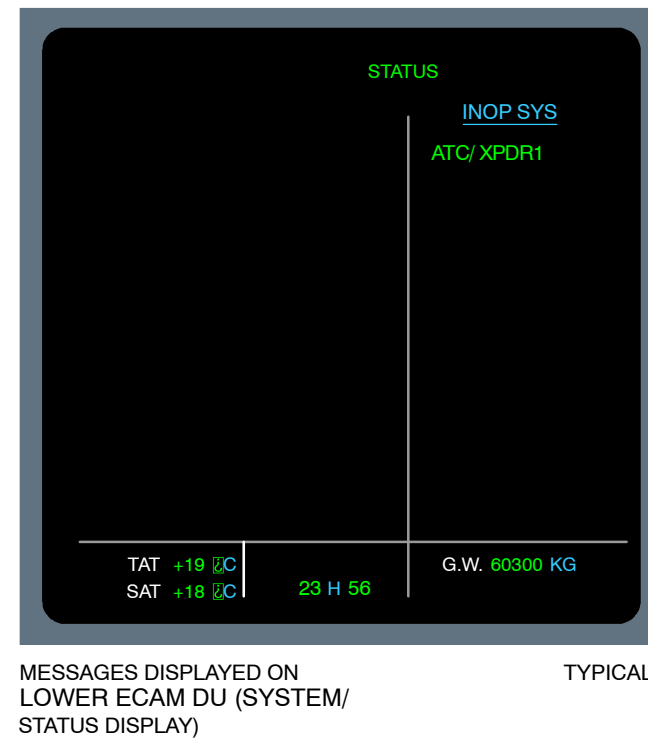 STATUS
INOP SYS
ATC/ XPDR1
TAT +19 ⍰C
SAT +18 ⍰C
23 H 56
G.W. 60300 KG
MESSAGES DISPLAYED ON
LOWER ECAM DU (SYSTEM/
STATUS DISPLAY)
TYPICAL